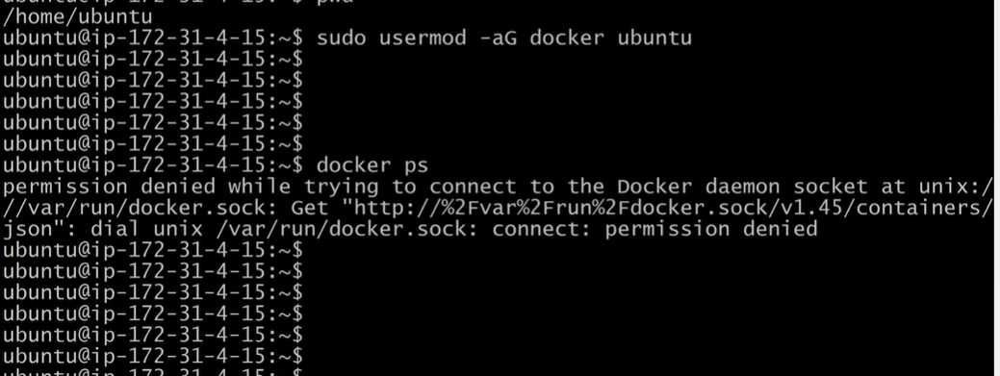 /home/ubuntu
ubuntu@ip-172-31-4-15:~$ sudo usermod -aG docker ubuntu
ubuntu@ip-172-31-4-15:~$
ubuntu@ip-172-31-4-15:~$
ubuntu@ip-172-31-4-15:~$
ubuntu@ip-172-31-4-15:~$
ubuntu@ip-172-31-4-15:~$
ubuntu@ip-172-31-4-15:~$ docker ps
permission denied while trying to connect to the Docker daemon socket at unix:/
//var/run/docker.sock: Get "http://%2Fvar%2Frun%2Fdocker.sock/v1.45/containers/
json": dial unix /var/run/docker.sock: connect: permission denied
ubuntu@ip-172-31-4-15:~$
ubuntu@ip-172-31-4-15:~$
ubuntu@ip-172-31-4-15:~$
ubuntu@ip-172-31-4-15:~$
ubuntu@ip-172-31-4-15:~$
ubuntu@ip-172-31-4-15:~$